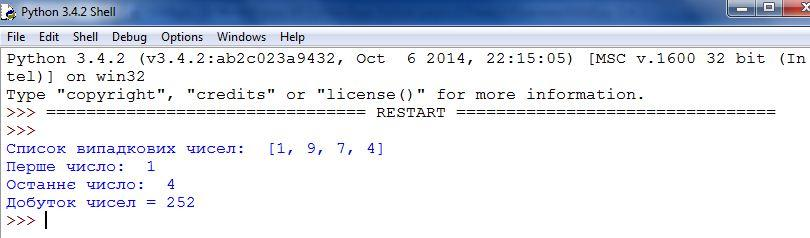 Python 3.4.2 Shell
File Edit Shell Debug Options Windows Help
Python 3.4.2 (v3.4.2:ab2c023a9432, Oct  6 2014, 22:15:05) [MSC v.1600 32 bit (In
tel)] on win32
Type "copyright", "credits" or "license()" for more information.
>>> ================================ RESTART ================================
>>>
Список випадкових чисел:  [1, 9, 7, 4]
Перше число:  1
Останнє число:  4
Добуток чисел = 252
>>>